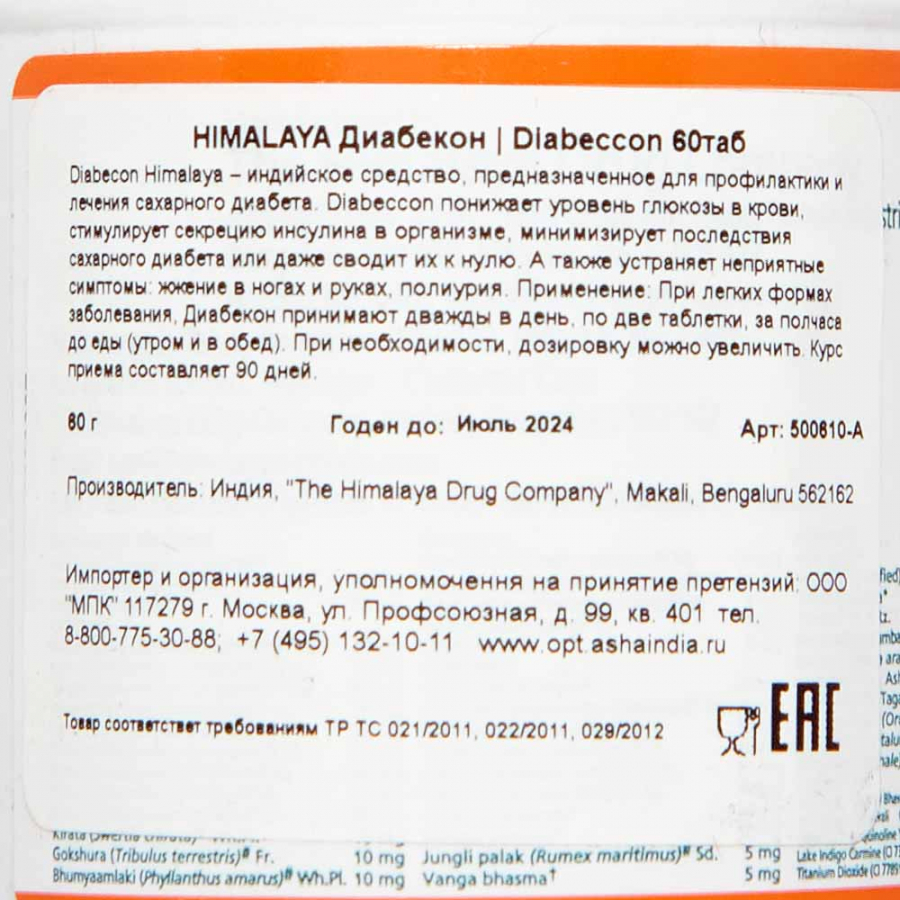 HIMALAYA Диабекон | Diabeccon 60таб
Diabecon Himalaya – индийское средство, предназначенное для профилактики и
лечения сахарного диабета. Diabeccon понижает уровень глюкозы в крови,
стимулирует секрецию инсулина в организме, минимизирует последствия
сахарного диабета или даже сводит их к нулю. А также устраняет неприятные
симптомы: жжение в ногах и руках, полиурия. Применение: При легких формах
заболевания, Диабекон принимают дважды в день, по две таблетки, за полчаса
до еды (утром и в обед). При необходимости, дозировку можно увеличить. Курс
приема составляет 90 дней.
80 г Годен до: Июль 2024 Арт: 500610-А
Производитель: Индия, "The Himalaya Drug Company", Makali, Bengaluru 562162
Импортер и организация, уполномочення на принятие претензий: ООО
"МПК" 117279 г. Москва, ул. Профсоюзная, д. 99, кв. 401 тел.
8-800-775-30-88; +7 (495) 132-10-11 www.opt.ashaindia.ru
Товар соответствует требованиям ТР ТС 021/2011, 022/2011, 029/2012
EAC
Gokshura (Tribulus terrestris)# Fr. 10 mg Jungli palak (Rumex maritimus)# Sd. 5 mg Lake Indigo Carmine
Bhumyaamlaki (Phyllanthus amarus)# Wh.Pl. 10 mg Vanga bhasma† 5 mg Titanium Dioxide